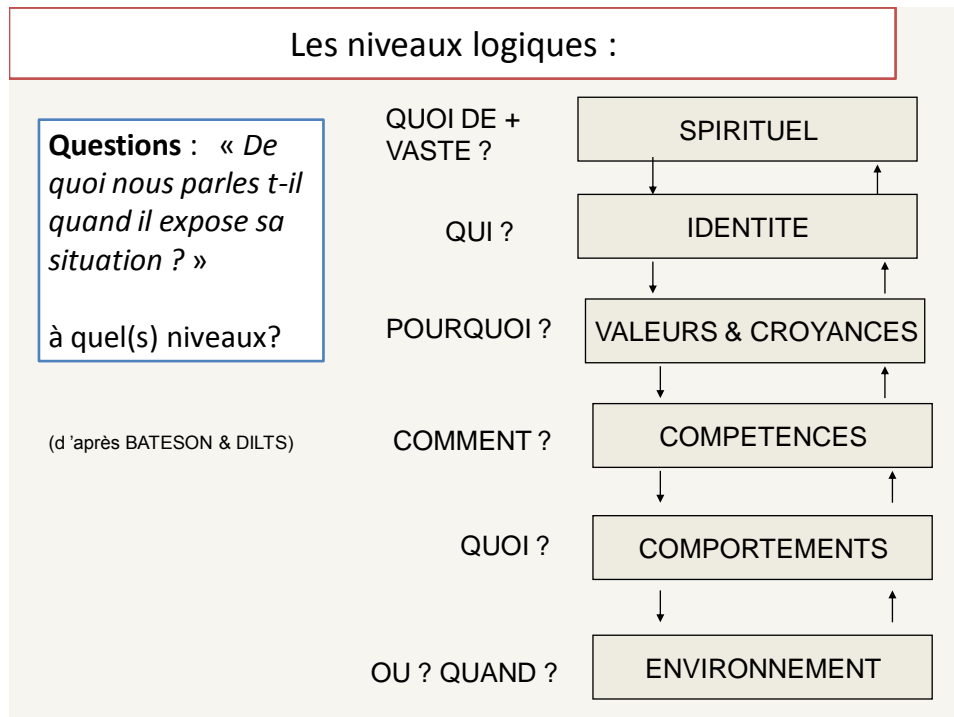 Les niveaux logiques :
Questions : « De
quoi nous parles t-il
quand il expose sa
situation ? »
à quel(s) niveaux?
(d ’après BATESON & DILTS)
QUOI DE +
VASTE ?
SPIRITUEL
QUI ?
IDENTITE
POURQUOI ?
VALEURS & CROYANCES
COMMENT ?
COMPETENCES
QUOI ?
COMPORTEMENTS
OU ? QUAND ?
ENVIRONNEMENT